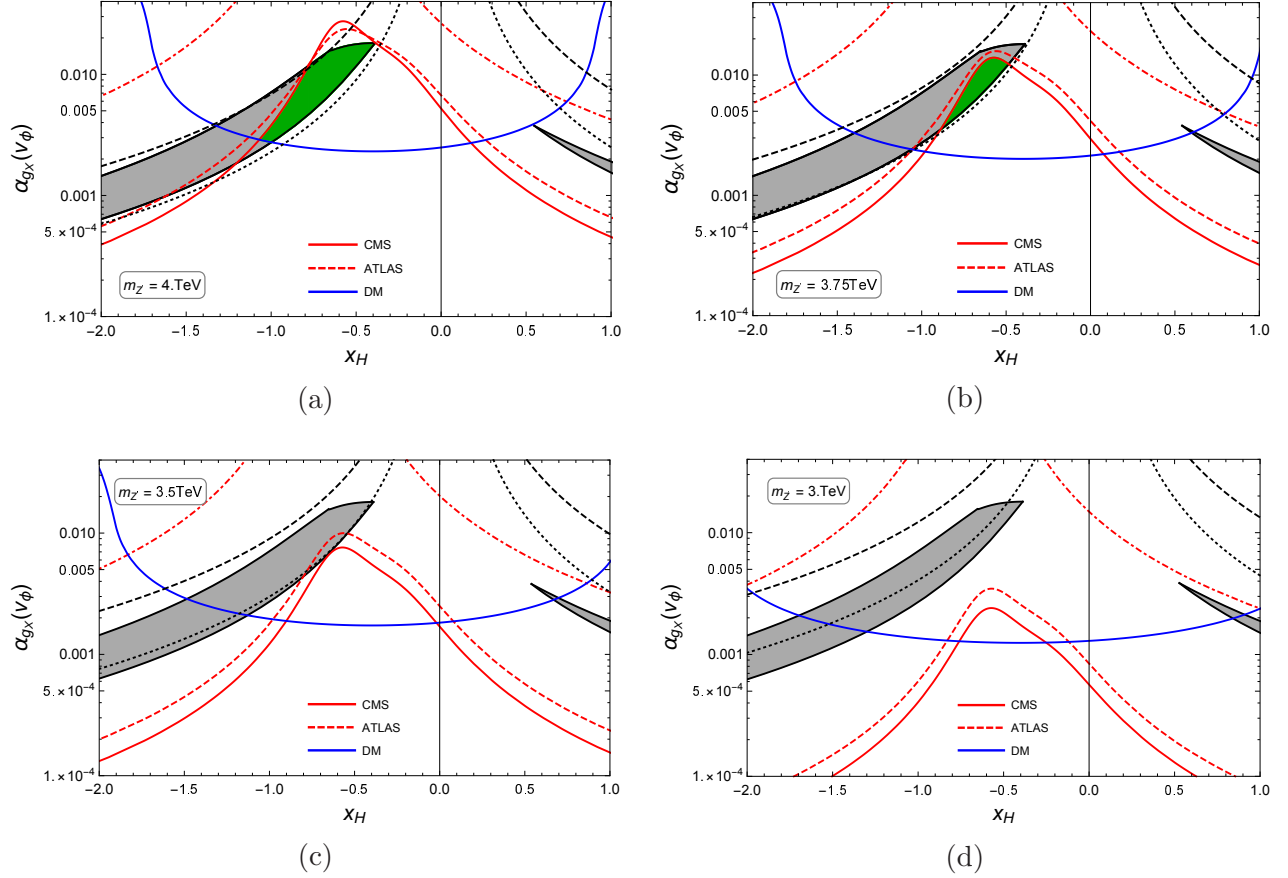 α_{g_X}(v_ϕ)
0.010
0.005
0.001
5.×10⁻⁴
1.×10⁻⁴
CMS
ATLAS
DM
m_{Z'} = 4.TeV
−2.0 −1.5 −1.0 −0.5 0.0 0.5 1.0
x_H
(a)
α_{g_X}(v_ϕ)
0.010
0.005
0.001
5.×10⁻⁴
1.×10⁻⁴
CMS
ATLAS
DM
m_{Z'} = 3.75TeV
−2.0 −1.5 −1.0 −0.5 0.0 0.5 1.0
x_H
(b)
α_{g_X}(v_ϕ)
m_{Z'} = 3.5TeV
0.010
0.005
0.001
5.×10⁻⁴
1.×10⁻⁴
CMS
ATLAS
DM
−2.0 −1.5 −1.0 −0.5 0.0 0.5 1.0
x_H
(c)
α_{g_X}(v_ϕ)
m_{Z'} = 3.TeV
0.010
0.005
0.001
5.×10⁻⁴
1.×10⁻⁴
CMS
ATLAS
DM
−2.0 −1.5 −1.0 −0.5 0.0 0.5 1.0
x_H
(d)